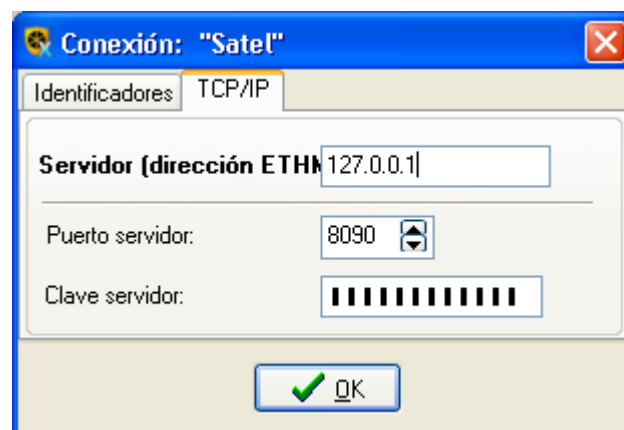 Conexión: "Satel"
Identificadores TCP/IP
Servidor (dirección ETHM 127.0.0.1
Puerto servidor: 8090
Clave servidor:
OK